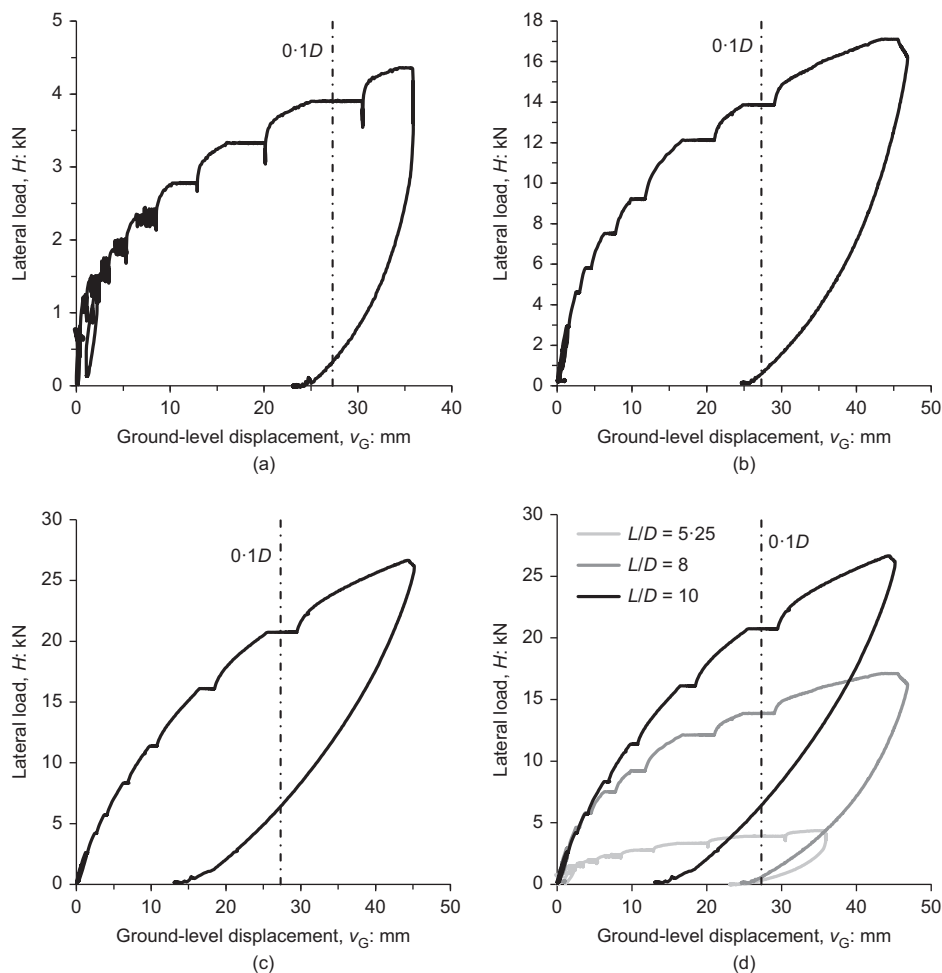 5
4
3
2
1
0
0·1D
Lateral load, H: kN
0 10 20 30 40
Ground-level displacement, vG: mm
(a)
18
16
14
12
10
8
6
4
2
0
0·1D
Lateral load, H: kN
0 10 20 30 40 50
Ground-level displacement, vG: mm
(b)
30
25
20
15
10
5
0
0·1D
Lateral load, H: kN
0 10 20 30 40 50
Ground-level displacement, vG: mm
(c)
30
25
20
15
10
5
0
L/D = 5·25
L/D = 8
L/D = 10
0·1D
Lateral load, H: kN
0 10 20 30 40 50
Ground-level displacement, vG: mm
(d)